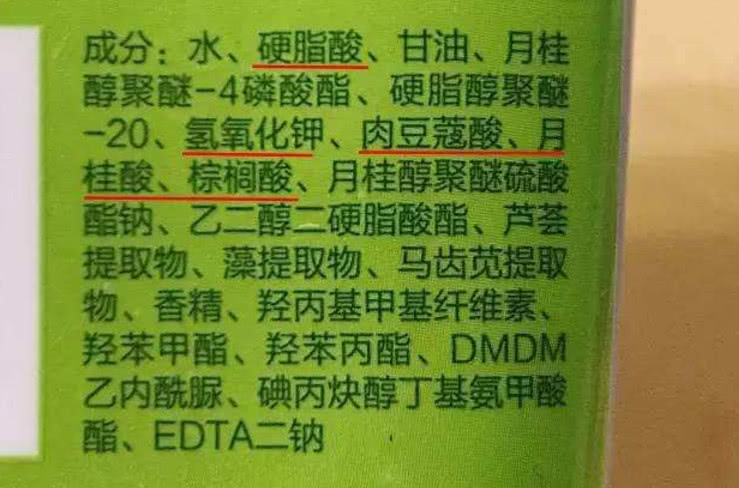 成分：水、硬脂酸、甘油、月桂
醇聚醚-4磷酸酯、硬脂醇聚醚
-20、氢氧化钾、肉豆蔻酸、月
桂酸、棕榈酸、月桂醇聚醚硫酸
酯钠、乙二醇二硬脂酸酯、芦荟
提取物、藻提取物、马齿苋提取
物、香精、羟丙基甲基纤维素、
羟苯甲酯、羟苯丙酯、DMDM
乙内酰脲、碘丙炔醇丁基氨甲酸
酯、EDTA二钠